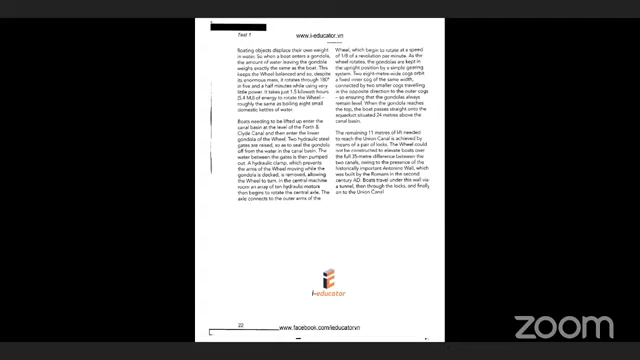 Test 1
www.i-educator.vn
floating objects displace their own weight
in water. So when a boat enters a gondola,
the amount of water leaving the gondola
weighs exactly the same as the boat. This
keeps the Wheel balanced and so, despite
its enormous mass, it rotates through 180°
in five and a half minutes while using very
little power. It takes just 1.5 kilowatt hours
(5.4 MJ) of energy to rotate the Wheel -
roughly the same as boiling eight small
domestic kettles of water.
Boats needing to be lifted up enter the
canal basin at the level of the Forth &
Clyde Canal and then enter the lower
gondola of the Wheel. Two hydraulic steel
gates are raised, so as to seal the gondola
off from the water in the canal basin. The
water between the gates is then pumped
out. A hydraulic clamp, which prevents
the arms of the Wheel moving while the
gondola is docked, is removed, allowing
the Wheel to turn. In the central machine
room an array of ten hydraulic motors
then begins to rotate the central axle. The
axle connects to the outer arms of the
Wheel, which begin to rotate at a speed
of 1/8 of a revolution per minute. As the
wheel rotates, the gondolas are kept in
the upright position by a simple gearing
system. Two eight-metre-wide cogs orbit
a fixed inner cog of the same width,
connected by two smaller cogs travelling
in the opposite direction to the outer cogs
- so ensuring that the gondolas always
remain level. When the gondola reaches
the top, the boat passes straight onto the
aqueduct situated 24 metres above the
canal basin.
The remaining 11 metres of lift needed
to reach the Union Canal is achieved by
means of a pair of locks. The Wheel could
not be constructed to elevate boats over
the full 35-metre difference between the
two canals, owing to the presence of the
historically important Antonine Wall, which
was built by the Romans in the second
century AD. Boats travel under this wall via
a tunnel, then through the locks, and finally
on to the Union Canal
i-educator
22
www.facebook.com/ieducatorvn
zoom